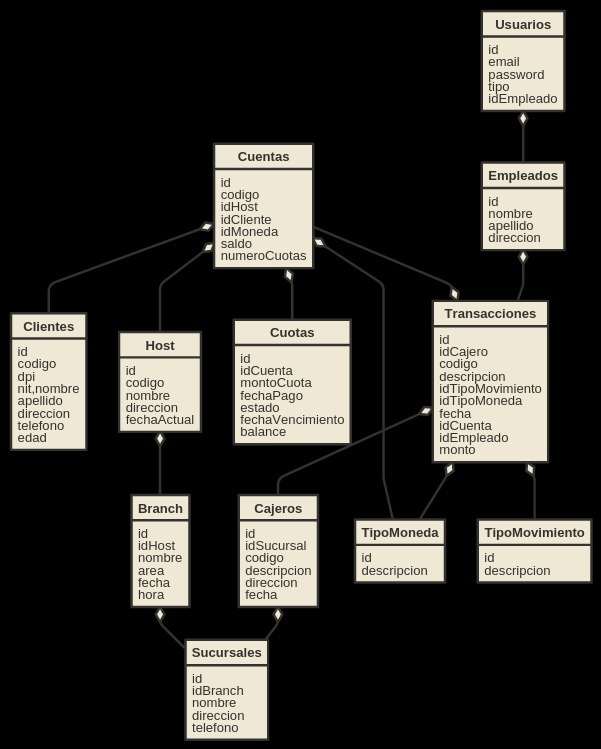 Usuarios
id
email
password
tipo
idEmpleado
Cuentas
id
codigo
idHost
idCliente
idMoneda
saldo
numeroCuotas
Empleados
id
nombre
apellido
direccion
Clientes
id
codigo
dpi
nit,nombre
apellido
direccion
telefono
edad
Host
id
codigo
nombre
direccion
fechaActual
Cuotas
id
idCuenta
montoCuota
fechaPago
estado
fechaVencimiento
balance
Transacciones
id
idCajero
codigo
descripcion
idTipoMovimiento
idTipoMoneda
fecha
idCuenta
idEmpleado
monto
Branch
id
idHost
nombre
area
fecha
hora
Cajeros
id
idSucursal
codigo
descripcion
direccion
fecha
TipoMoneda
id
descripcion
TipoMovimiento
id
descripcion
Sucursales
id
idBranch
nombre
direccion
telefono